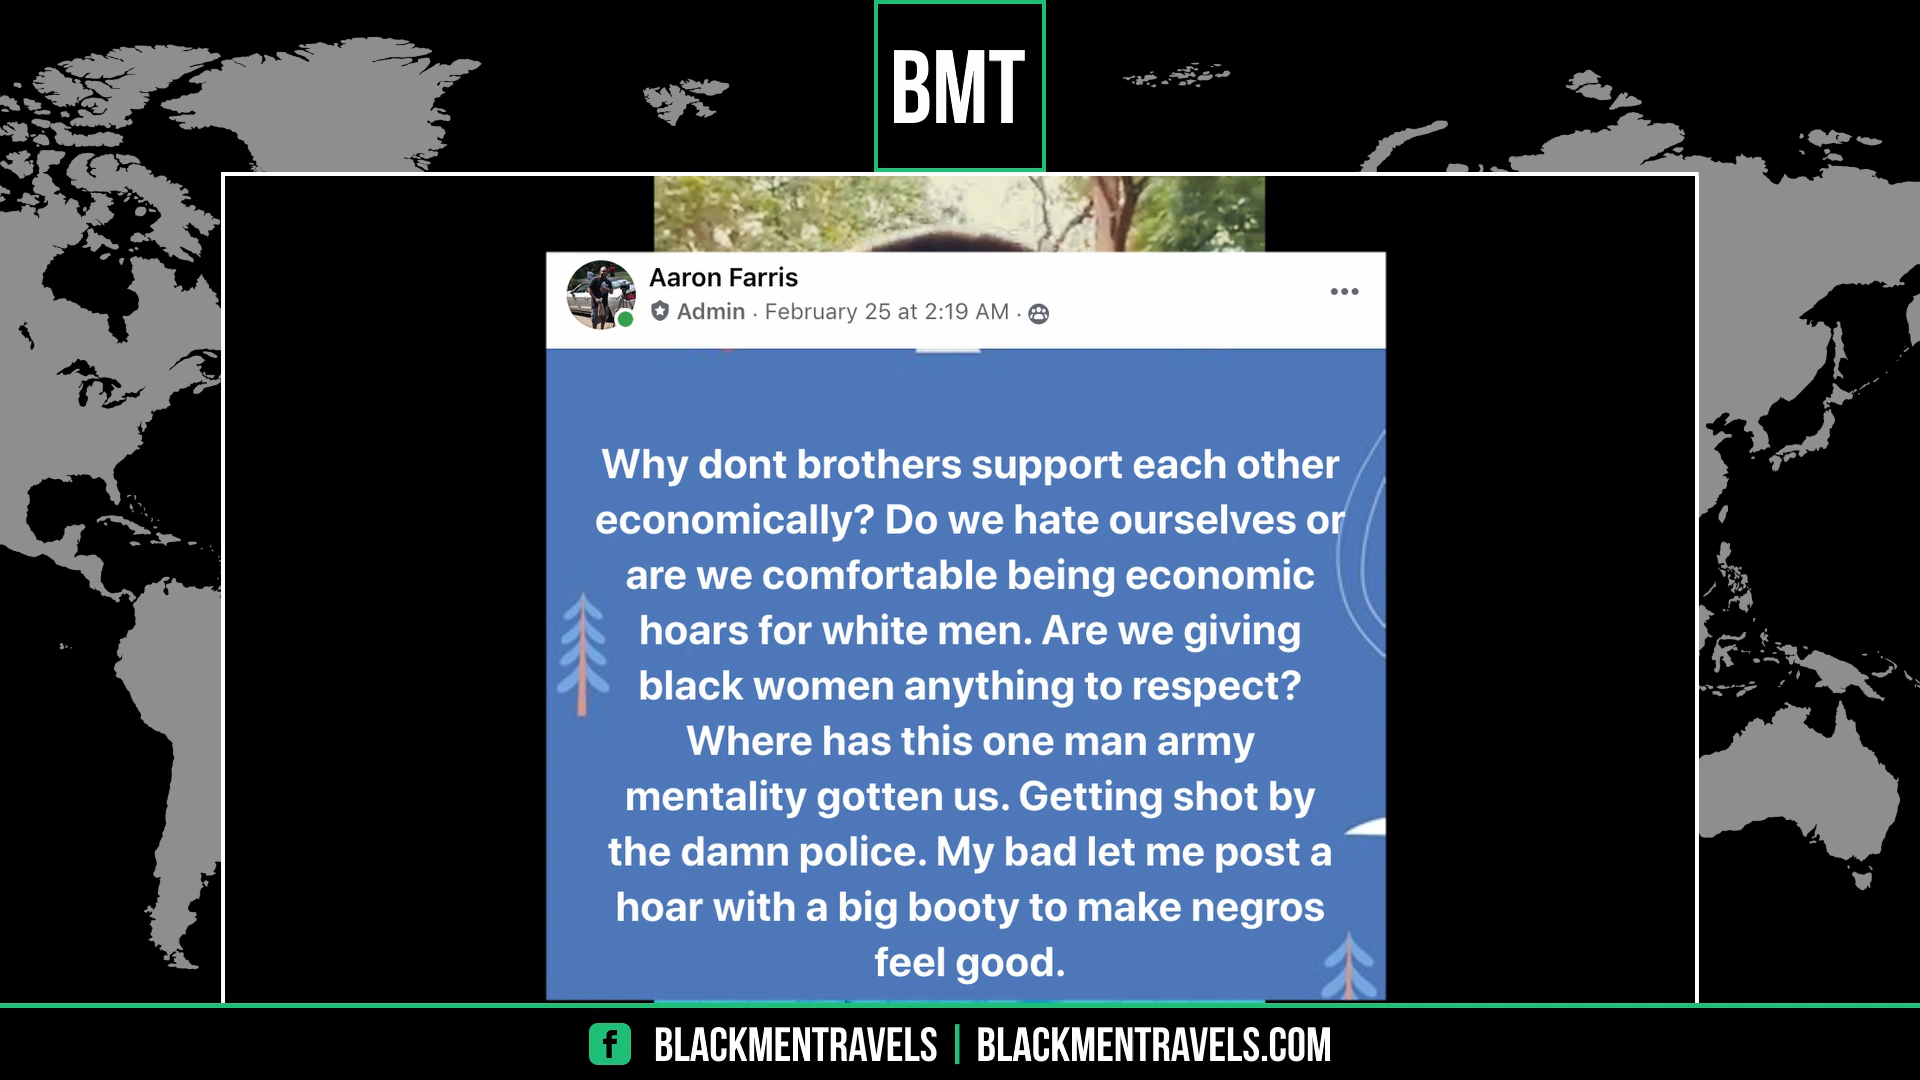 BMT
Aaron Farris
Admin · February 25 at 2:19 AM ·
Why dont brothers support each other
economically? Do we hate ourselves or
are we comfortable being economic
hoars for white men. Are we giving
black women anything to respect?
Where has this one man army
mentality gotten us. Getting shot by
the damn police. My bad let me post a
hoar with a big booty to make negros
feel good.
f BLACKMENTRAVELS | BLACKMENTRAVELS.COM